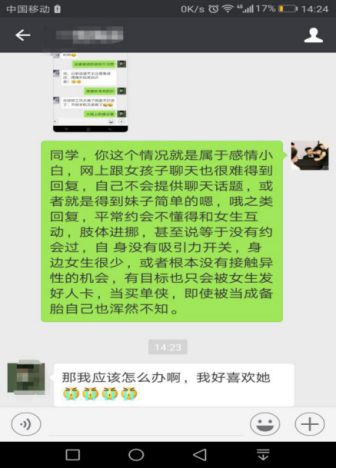 中国移动
0K/s 46 17% 14:24
同学，你这个情况就是属于感情小
白，网上跟女孩子聊天也很难得到
回复，自己不会提供聊天话题，或
者就是得到妹子简单的嗯，哦之类
回复，平常约会不懂得和女生互
动，肢体进挪，甚至说等于没有约
会过，自 身没有吸引力开关，身
边女生很少，或者根本没有接触异
性的机会，有目标也只会被女生发
好人卡，当买单侠，即使被当成备
胎自己也浑然不知。
14:23
那我应该怎么办啊，我好喜欢她